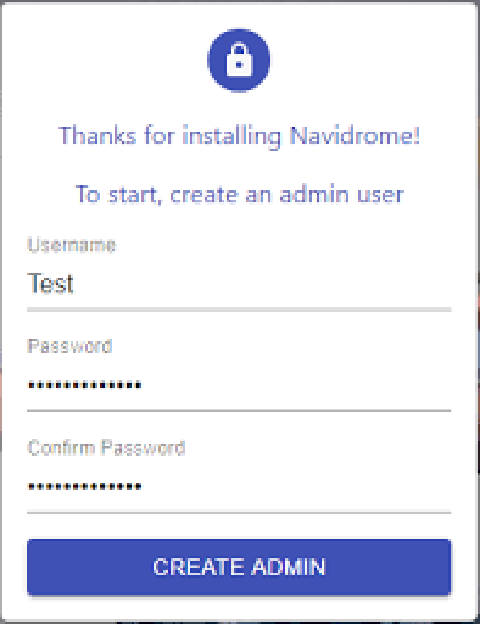 Thanks for installing Navidrome!
To start, create an admin user
Username
Test
Password
•••••••••••••
Confirm Password
•••••••••••••
CREATE ADMIN